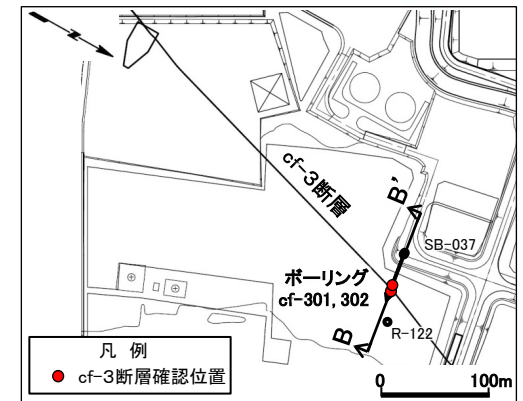 N
cf-3断層
B'
SB-037
ボーリング
cf-301, 302
R-122
B
凡 例
cf-3断層確認位置
0 100m